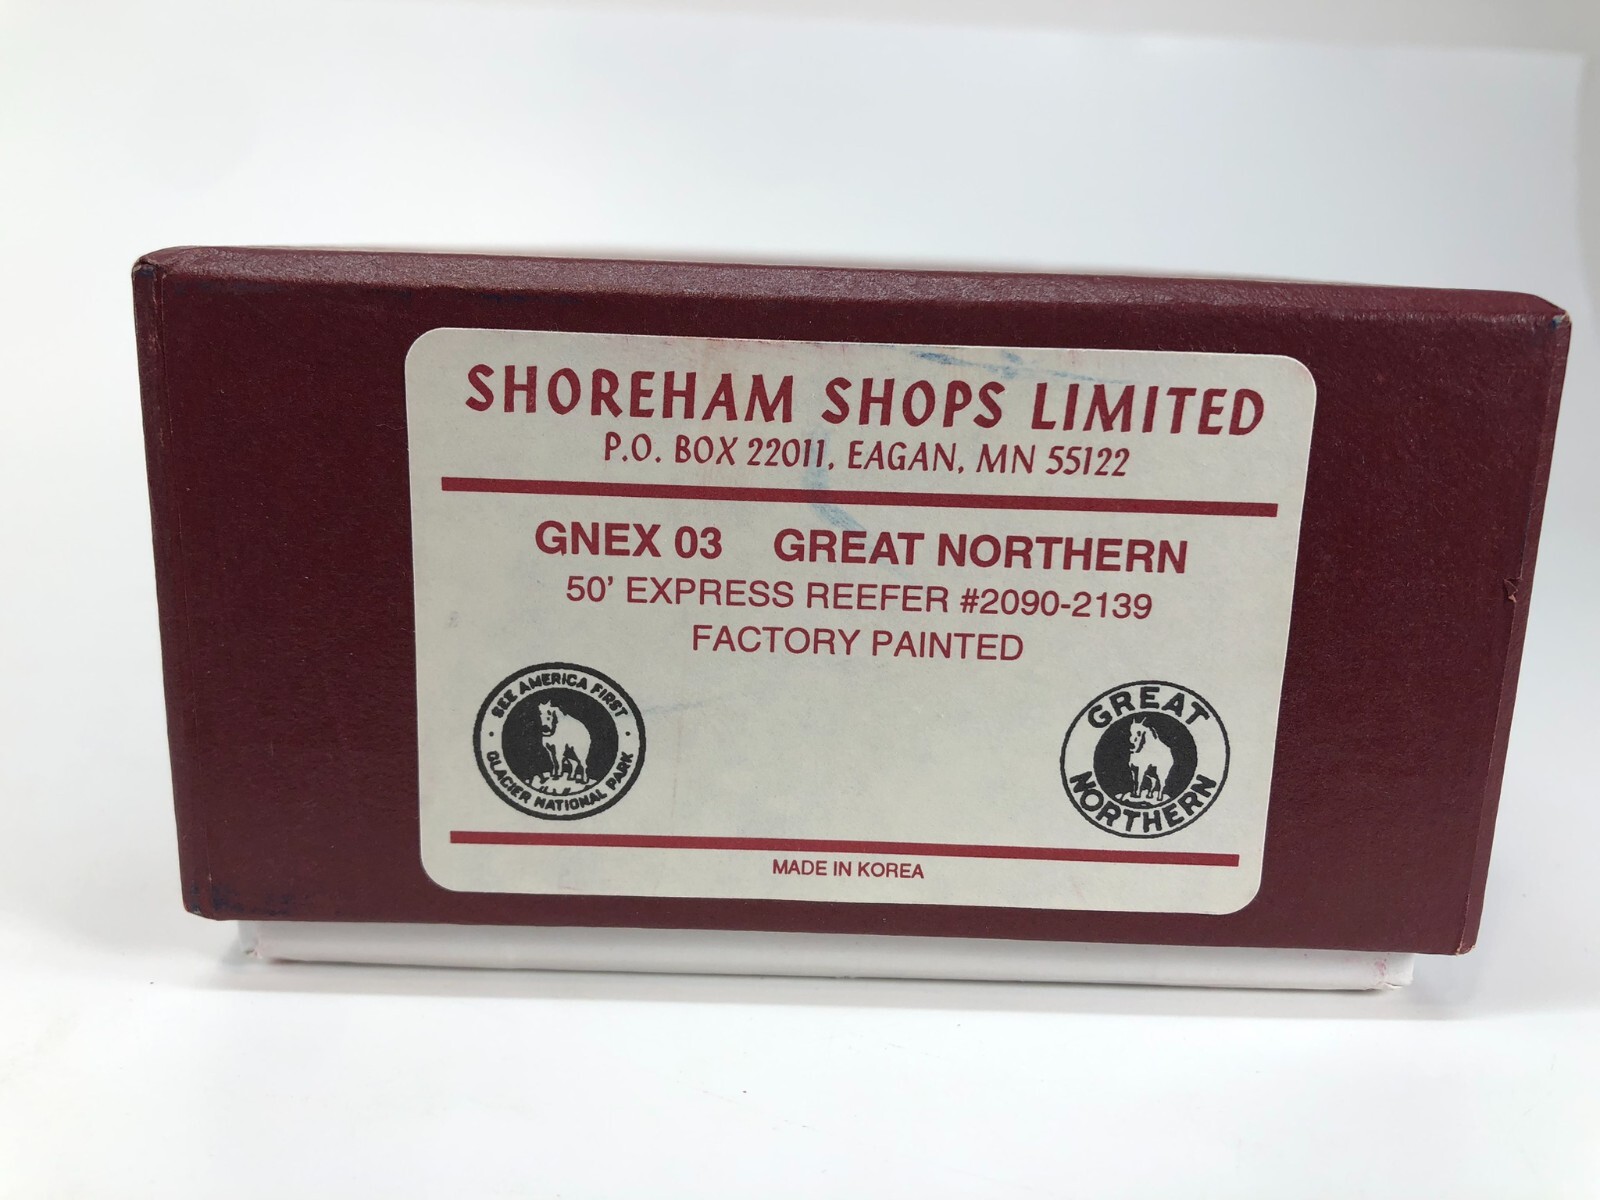 SHOREHAM SHOPS LIMITED
P.O. BOX 22011, EAGAN, MN 55122
GNEX 03 GREAT NORTHERN
50' EXPRESS REEFER #2090-2139
FACTORY PAINTED
SEE AMERICA FIRST
GLACIER NATIONAL PARK
GREAT
NORTHERN
MADE IN KOREA